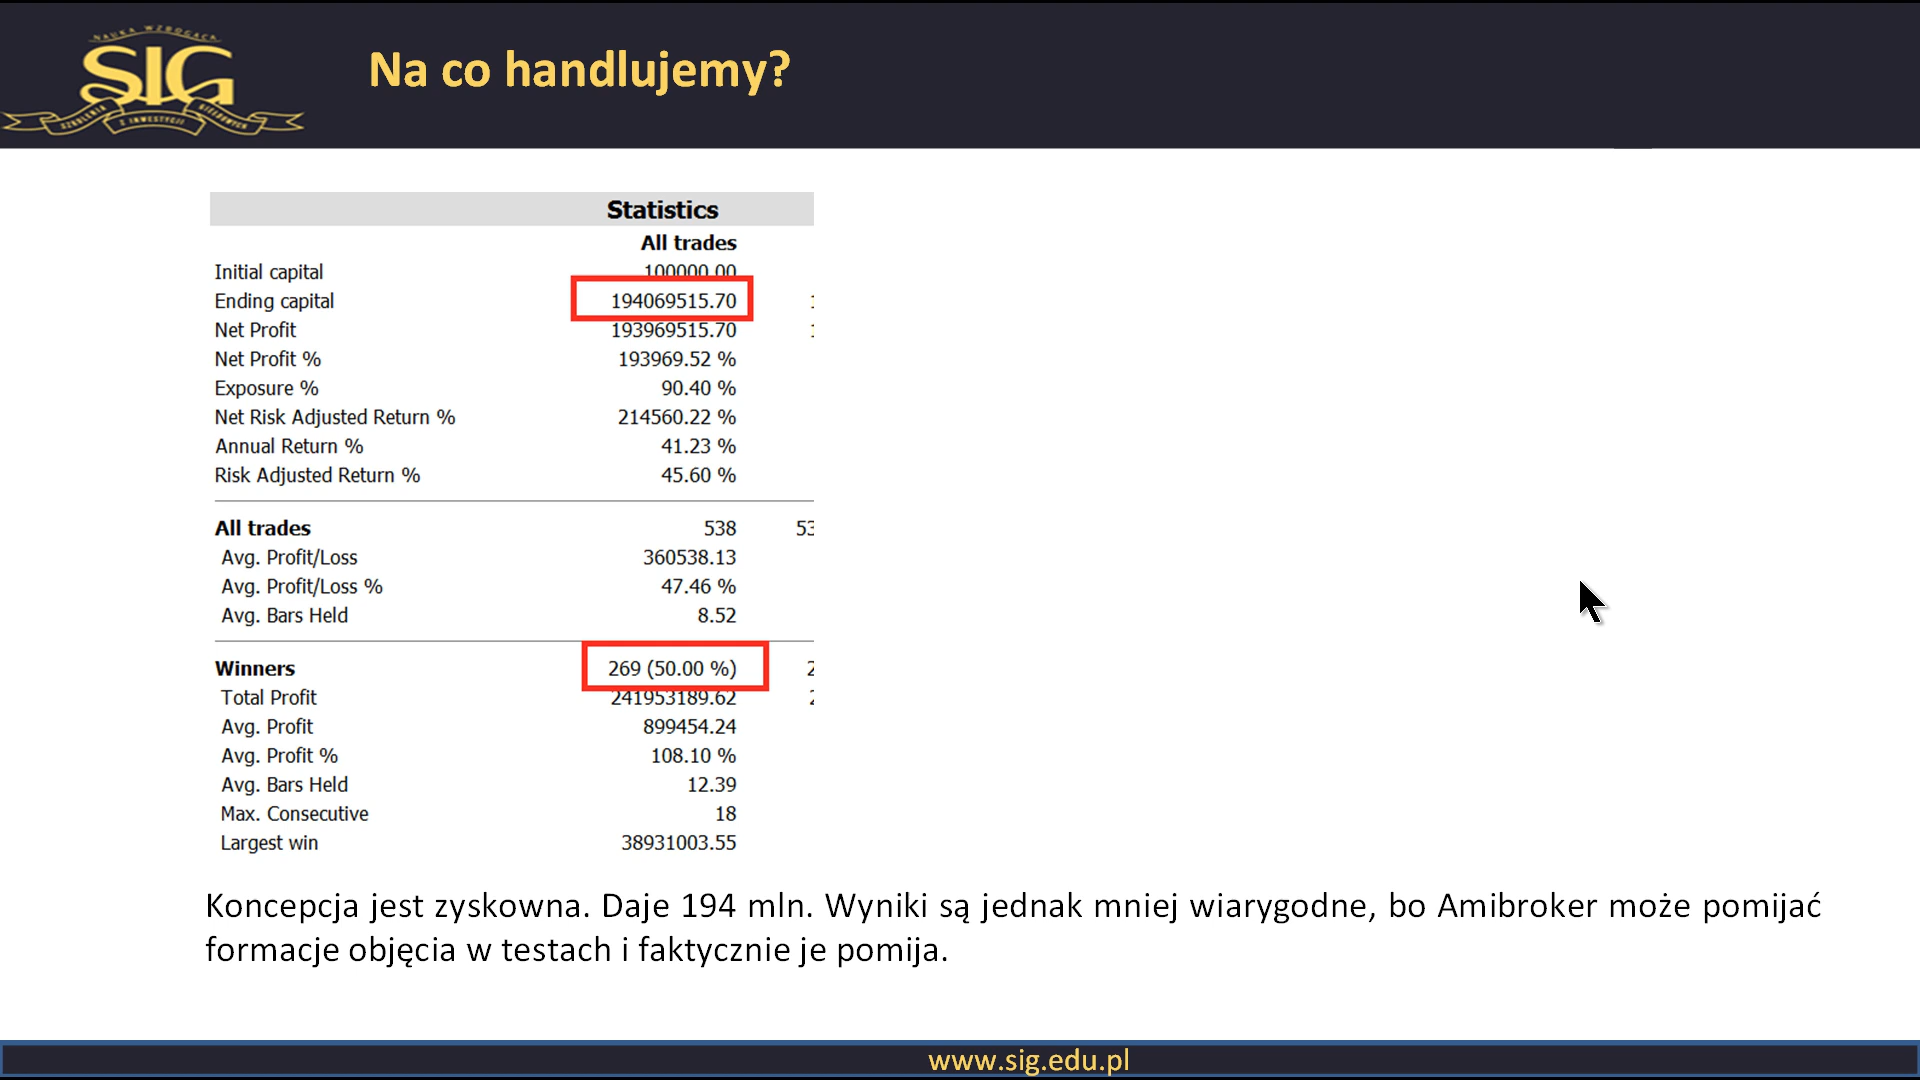 NAUKA WZBOGACA
SIG
SZKOLENIA Z INWESTYCJI GIEŁDOWYCH
Na co handlujemy?
Statistics
All trades
Initial capital 100000.00
Ending capital 194069515.70
Net Profit 193969515.70
Net Profit % 193969.52 %
Exposure % 90.40 %
Net Risk Adjusted Return % 214560.22 %
Annual Return % 41.23 %
Risk Adjusted Return % 45.60 %
All trades 538
Avg. Profit/Loss 360538.13
Avg. Profit/Loss % 47.46 %
Avg. Bars Held 8.52
Winners 269 (50.00 %)
Total Profit 241953189.62
Avg. Profit 899454.24
Avg. Profit % 108.10 %
Avg. Bars Held 12.39
Max. Consecutive 18
Largest win 38931003.55
Koncepcja jest zyskowna. Daje 194 mln. Wyniki są jednak mniej wiarygodne, bo Amibroker może pomijać
formacje objęcia w testach i faktycznie je pomija.
www.sig.edu.pl